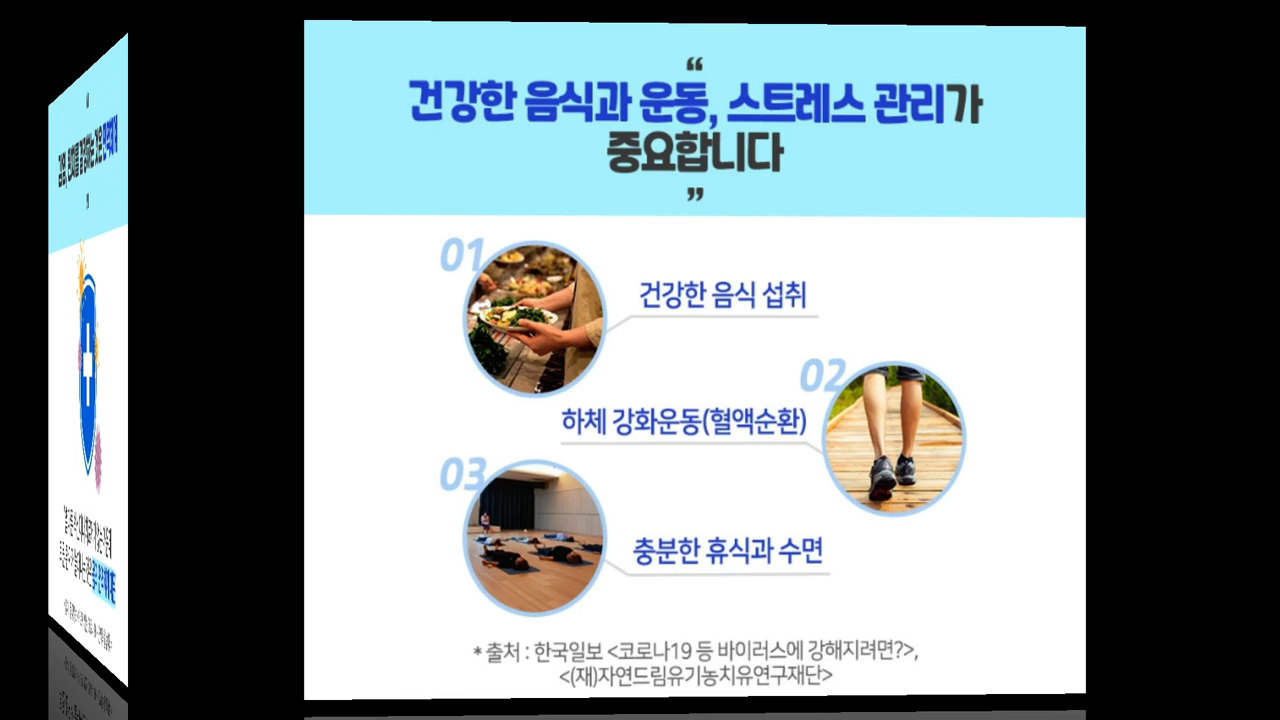 “
건강한 음식과 운동, 스트레스 관리가
중요합니다
”
01
건강한 음식 섭취
02
하체 강화운동(혈액순환)
03
충분한 휴식과 수면
* 출처 : 한국일보 <코로나19 등 바이러스에 강해지려면?>,
<(재)자연드림유기농치유연구재단>